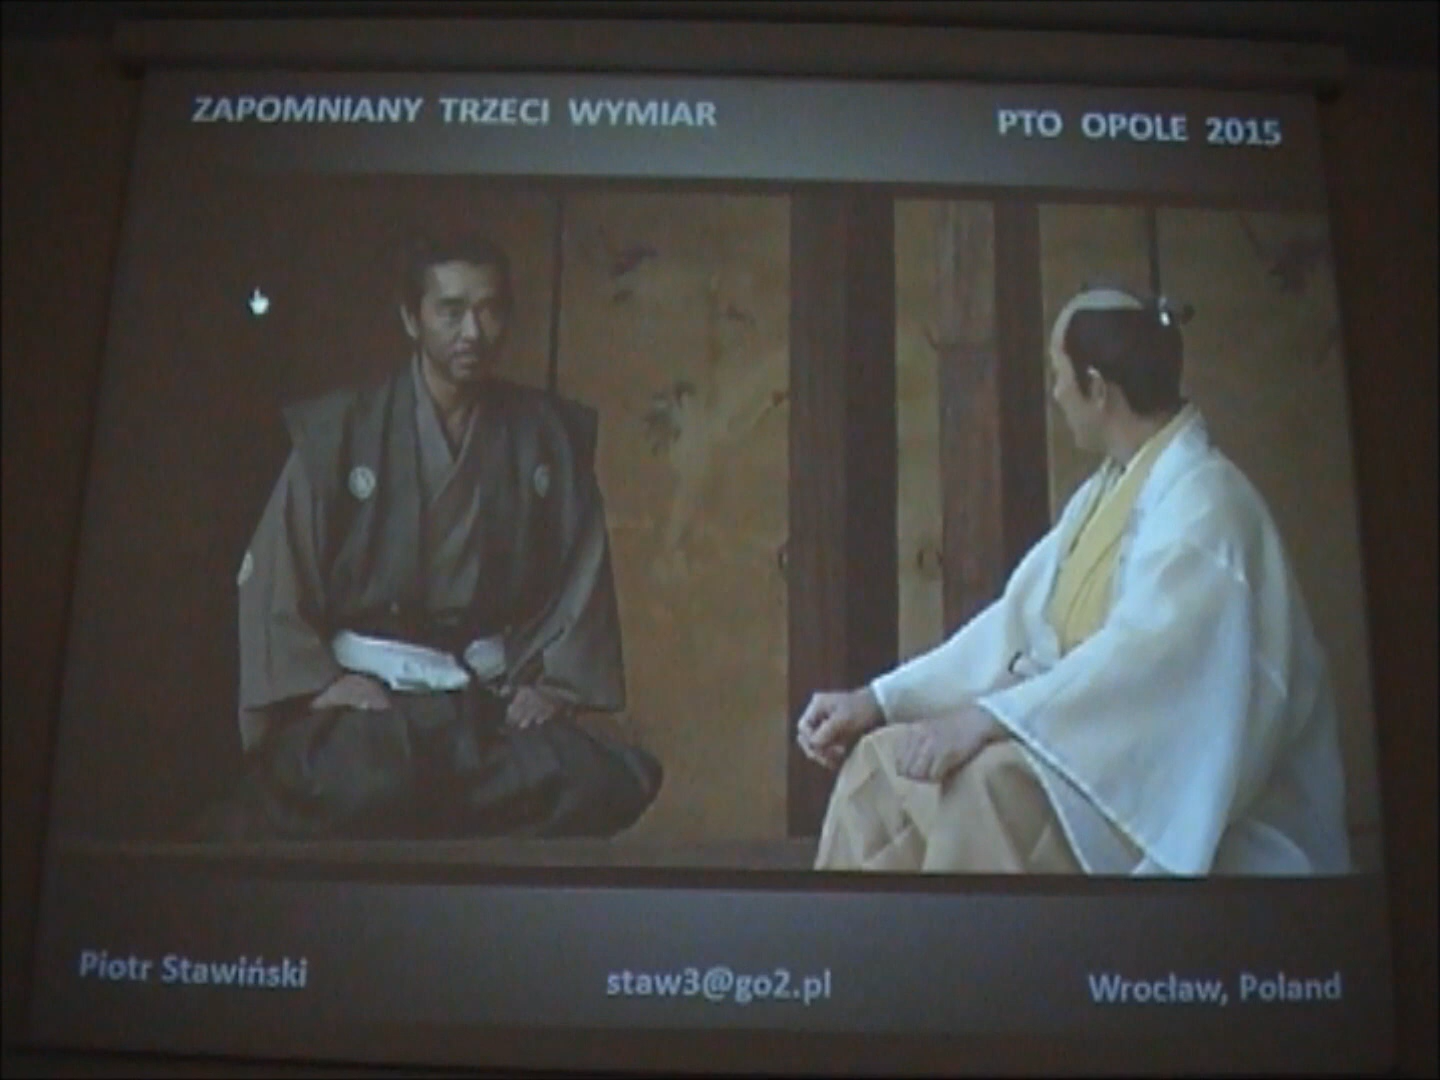 ZAPOMNIANY TRZECI WYMIAR
PTO OPOLE 2015
Piotr Stawiński
staw3@go2.pl
Wrocław, Poland